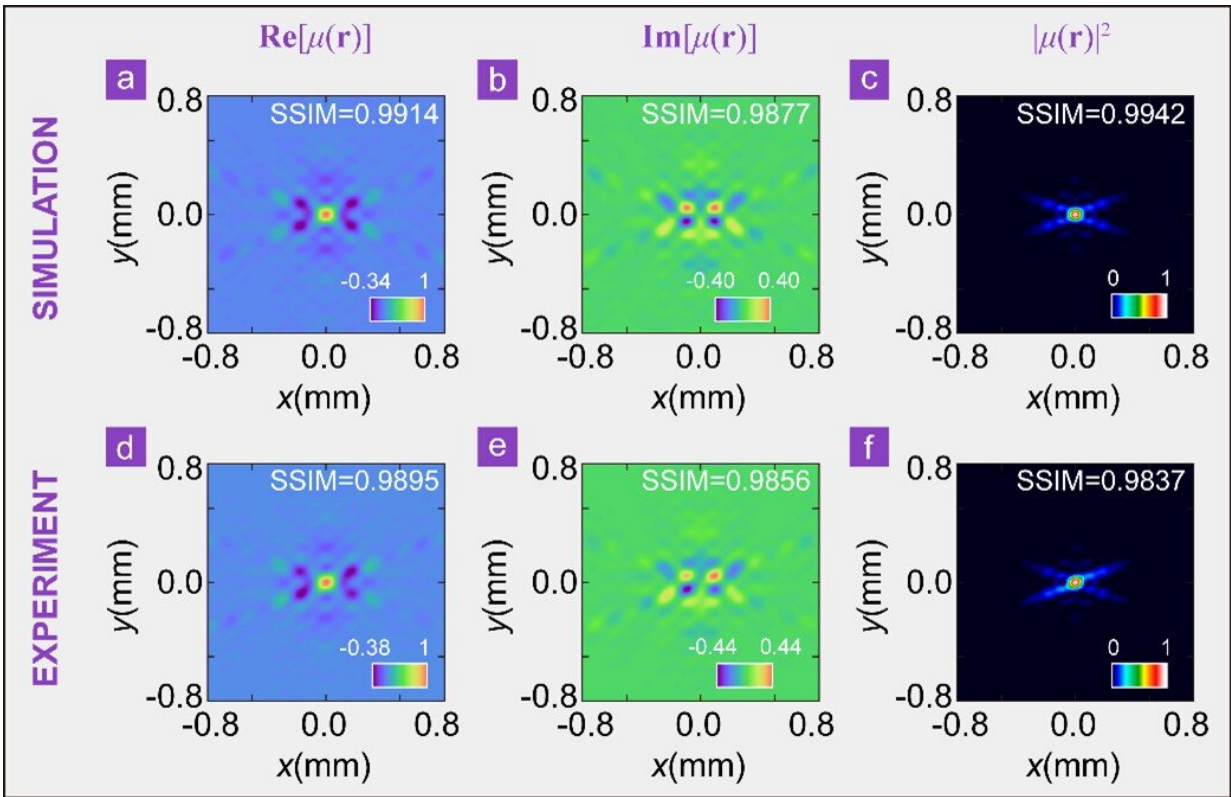 Re[μ(r)] Im[μ(r)] |μ(r)|²
SIMULATION
a
SSIM=0.9914
0.8
0.0
-0.8
y(mm)
-0.34 1
-0.8 0.0 0.8
x(mm)
b
SSIM=0.9877
0.8
0.0
-0.8
y(mm)
-0.40 0.40
-0.8 0.0 0.8
x(mm)
c
SSIM=0.9942
0.8
0.0
-0.8
y(mm)
0 1
-0.8 0.0 0.8
x(mm)
EXPERIMENT
d
SSIM=0.9895
0.8
0.0
-0.8
y(mm)
-0.38 1
-0.8 0.0 0.8
x(mm)
e
SSIM=0.9856
0.8
0.0
-0.8
y(mm)
-0.44 0.44
-0.8 0.0 0.8
x(mm)
f
SSIM=0.9837
0.8
0.0
-0.8
y(mm)
0 1
-0.8 0.0 0.8
x(mm)